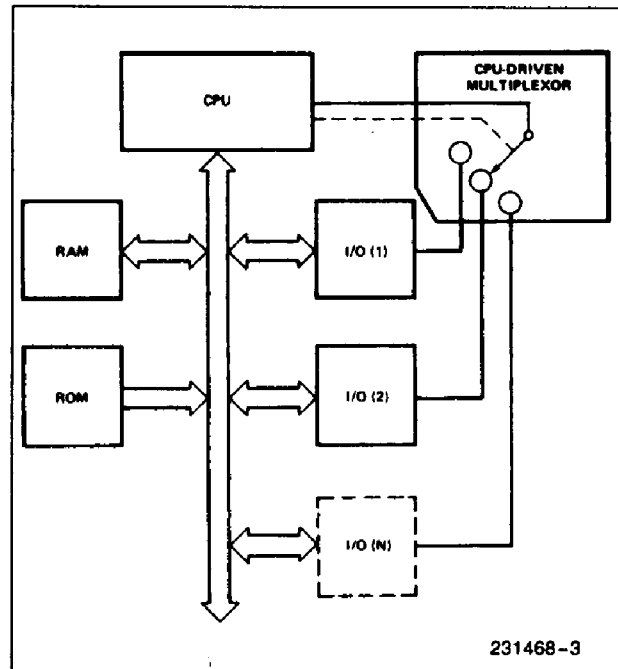 CPU-DRIVEN
MULTIPLEXOR
CPU
RAM
I/O (1)
ROM
I/O (2)
I/O (N)
231468-3